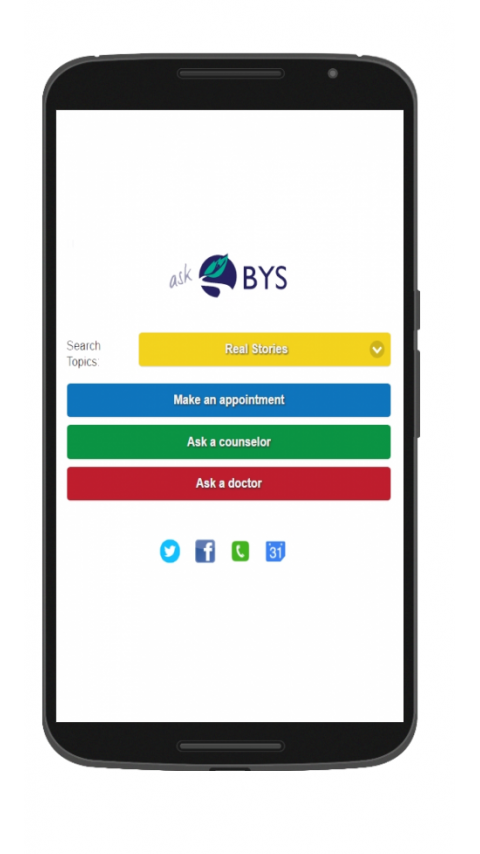 ask BYS
Search
Topics:
Real Stories
Make an appointment
Ask a counselor
Ask a doctor
f
31